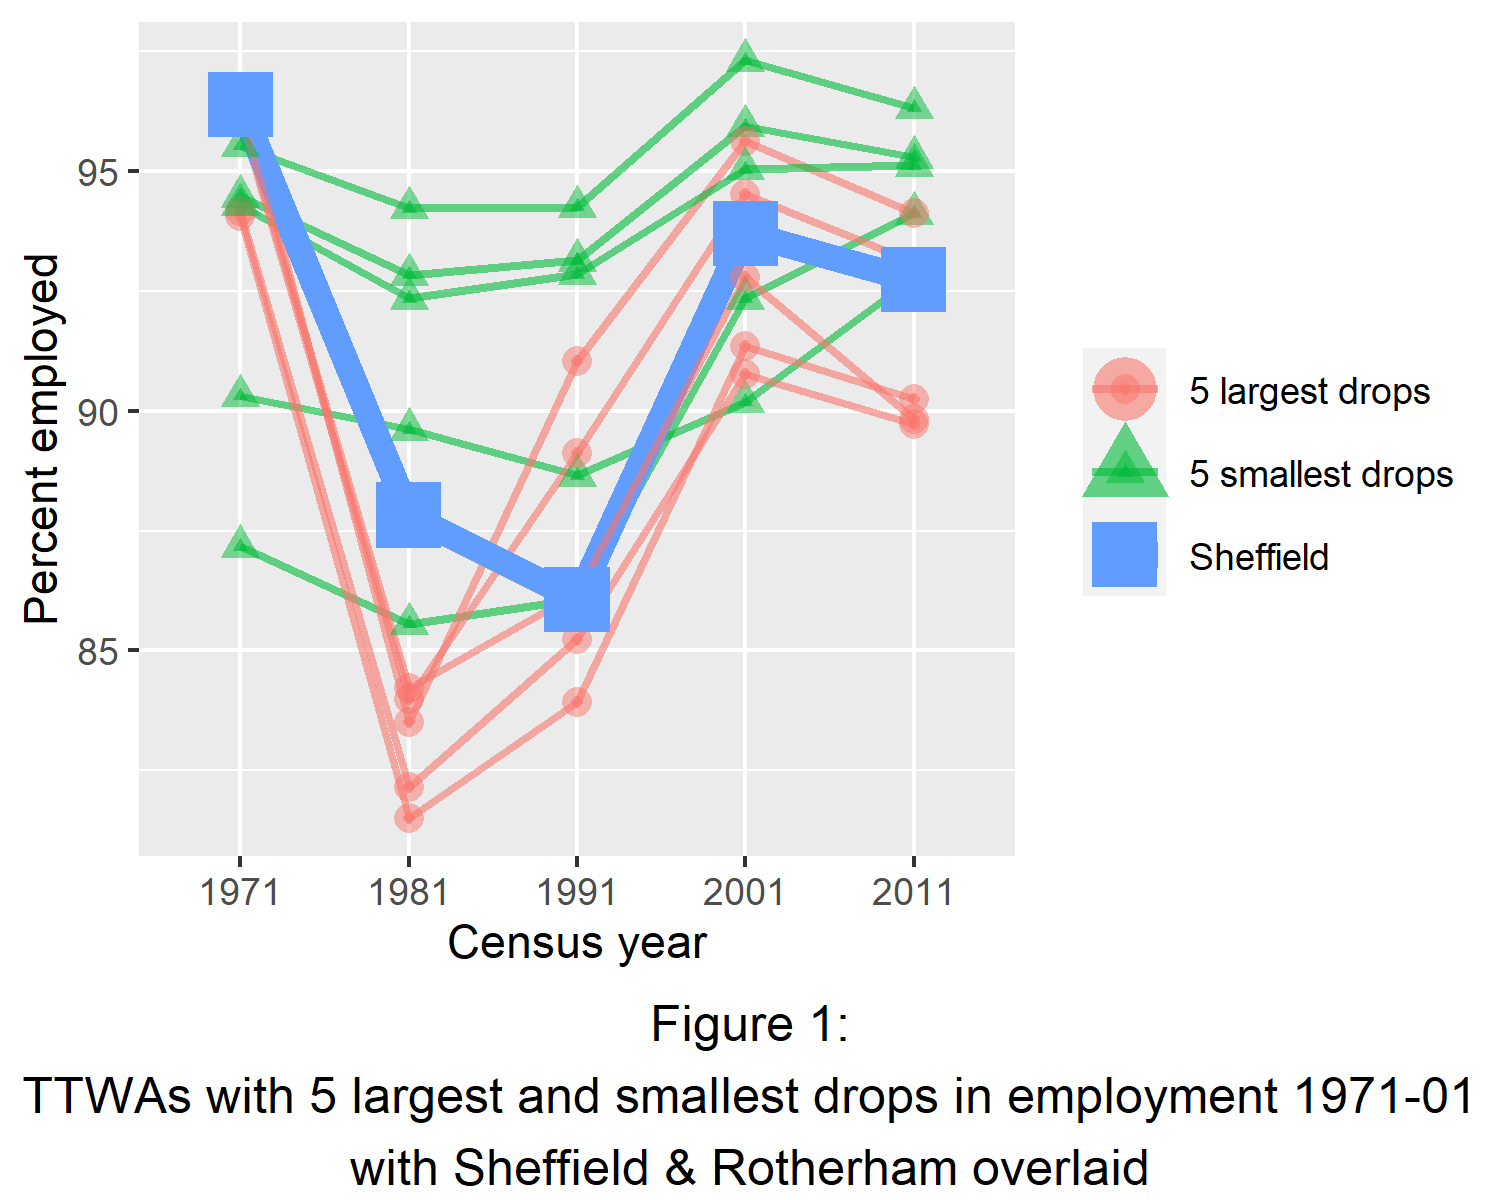 95
90
85
Percent employed
1971 1981 1991 2001 2011
Census year
5 largest drops
5 smallest drops
Sheffield
Figure 1:
TTWAs with 5 largest and smallest drops in employment 1971-01
with Sheffield & Rotherham overlaid